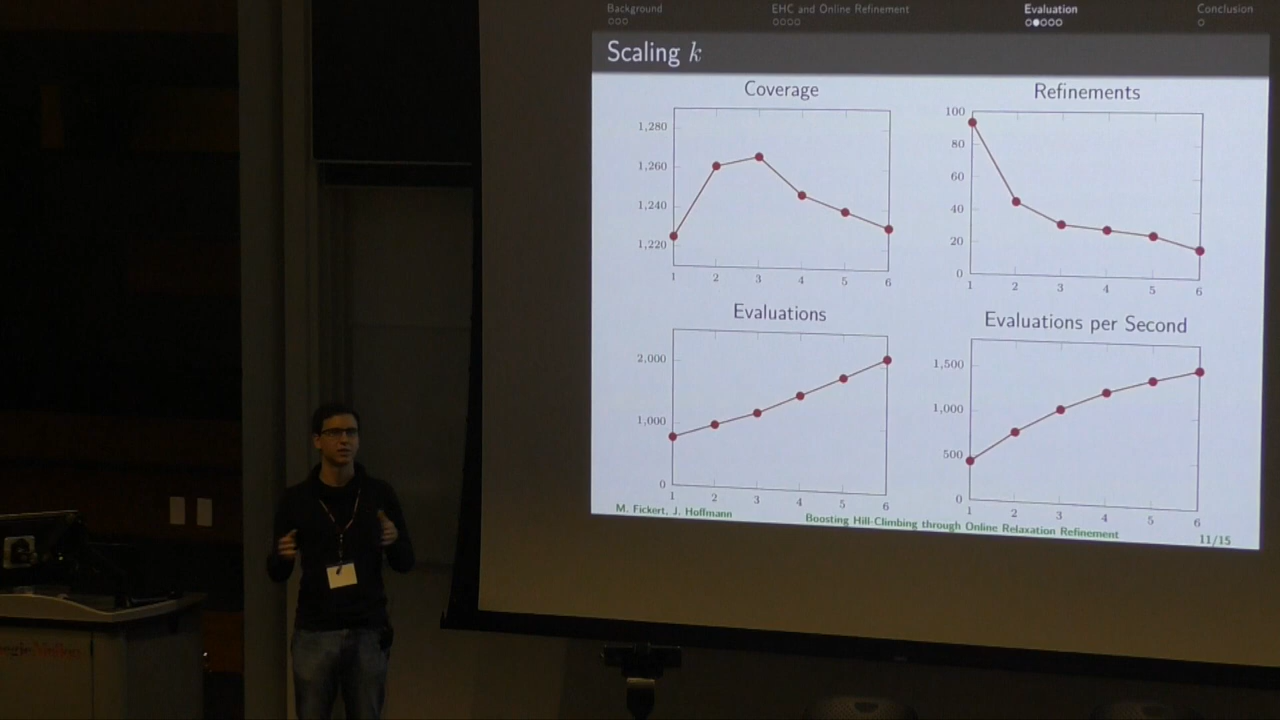 Background EHC and Online Refinement Evaluation Conclusion
Scaling k
Coverage
1,280
1,260
1,240
1,220
1 2 3 4 5 6
Refinements
100
80
60
40
20
0
1 2 3 4 5 6
Evaluations
2,000
1,000
0
1 2 3 4 5 6
Evaluations per Second
1,500
1,000
500
0
1 2 3 4 5 6
M. Fickert, J. Hoffmann Boosting Hill-Climbing through Online Relaxation Refinement 11/15